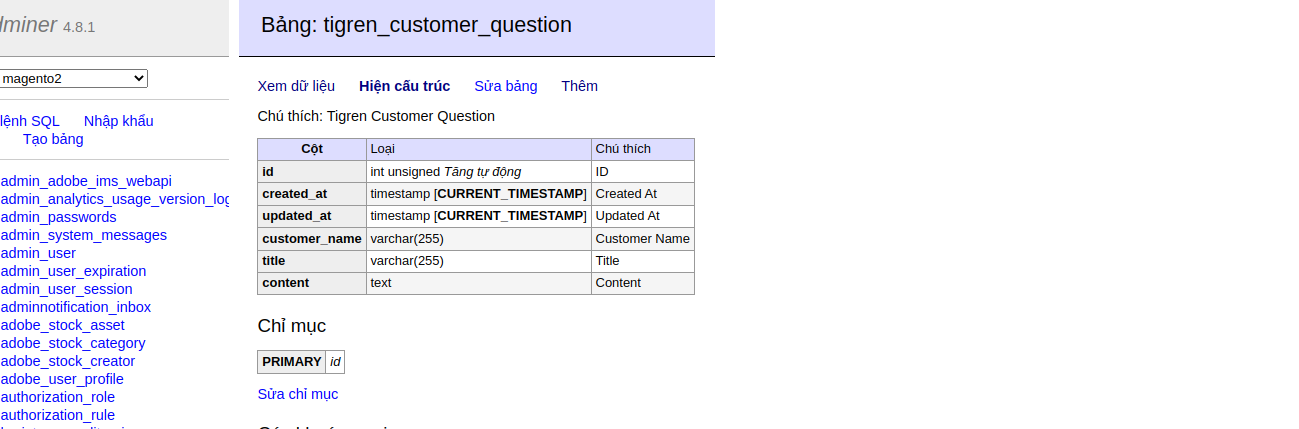 dminer 4.8.1
magento2
lệnh SQL Nhập khẩu
Tạo bảng
admin_adobe_ims_webapi
admin_analytics_usage_version_log
admin_passwords
admin_system_messages
admin_user
admin_user_expiration
admin_user_session
adminnotification_inbox
adobe_stock_asset
adobe_stock_category
adobe_stock_creator
adobe_user_profile
authorization_role
authorization_rule
Bảng: tigren_customer_question
Xem dữ liệu Hiện cấu trúc Sửa bảng Thêm
Chú thích: Tigren Customer Question
Cột Loại Chú thích
id int unsigned Tăng tự động ID
created_at timestamp [CURRENT_TIMESTAMP] Created At
updated_at timestamp [CURRENT_TIMESTAMP] Updated At
customer_name varchar(255) Customer Name
title varchar(255) Title
content text Content
Chỉ mục
PRIMARY id
Sửa chỉ mục